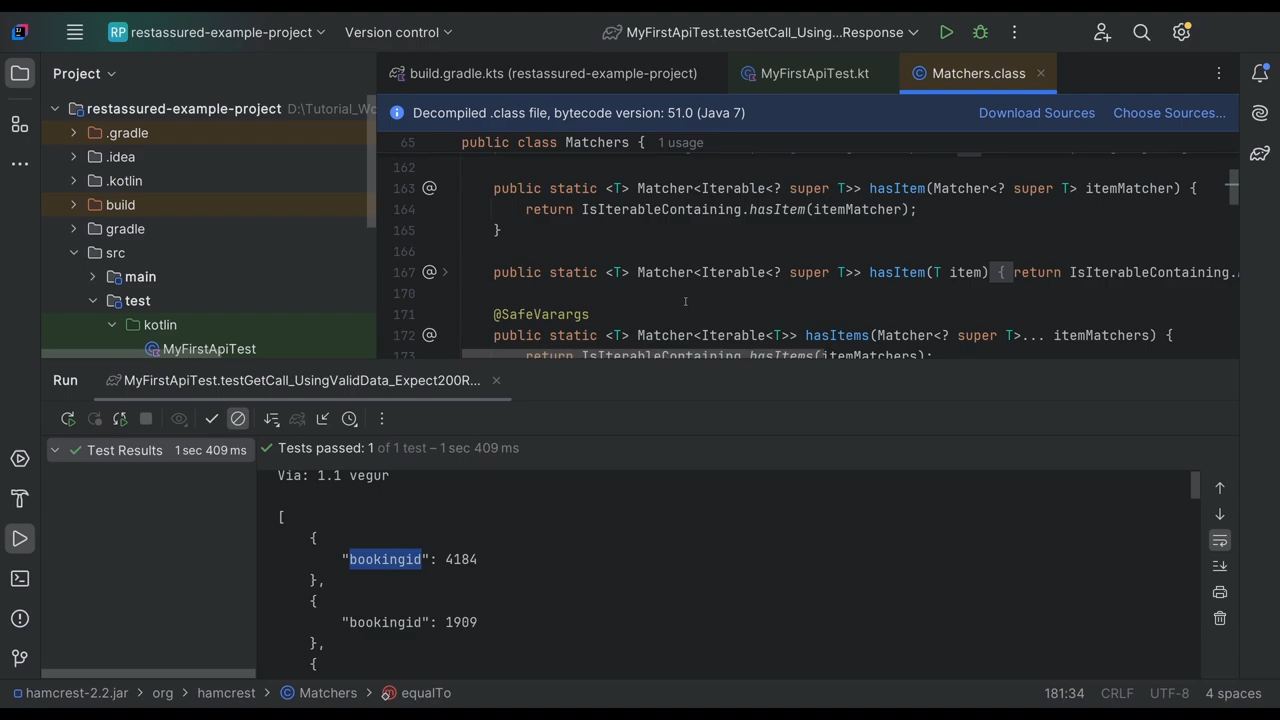 RP restassured-example-project Version control MyFirstApiTest.testGetCall_Using...Response
Project
build.gradle.kts (restassured-example-project) MyFirstApiTest.kt Matchers.class
restassured-example-project D:\Tutorial_Wo
.gradle
.idea
.kotlin
build
gradle
src
main
test
kotlin
MyFirstApiTest
Decompiled .class file, bytecode version: 51.0 (Java 7) Download Sources Choose Sources...
65 public class Matchers { 1 usage
162
163 @ public static <T> Matcher<Iterable<? super T>> hasItem(Matcher<? super T> itemMatcher) {
164 return IsIterableContaining.hasItem(itemMatcher);
165 }
166
167 @ public static <T> Matcher<Iterable<? super T>> hasItem(T item) { return IsIterableContaining.
170
171 @SafeVarargs
172 @ public static <T> Matcher<Iterable<T>> hasItems(Matcher<? super T>... itemMatchers) {
173 return IsIterableContaining.hasItems(itemMatchers);
Run MyFirstApiTest.testGetCall_UsingValidData_Expect200R...
Test Results 1 sec 409 ms
Tests passed: 1 of 1 test – 1 sec 409 ms
Via: 1.1 vegur
[
{
"bookingid": 4184
},
{
"bookingid": 1909
},
{
hamcrest-2.2.jar org hamcrest Matchers equalTo 181:34 CRLF UTF-8 4 spaces